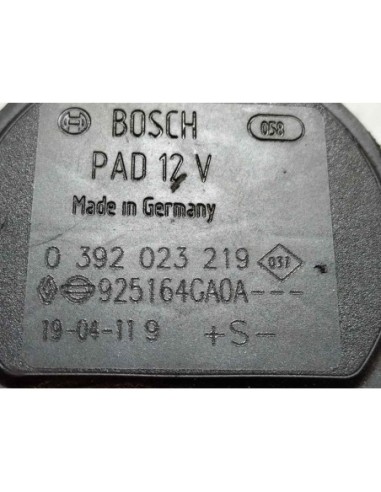 BOSCH 058
PAD 12 V
Made in Germany
0 392 023 219 031
925164GA0A---
19-04-11 9 +S-